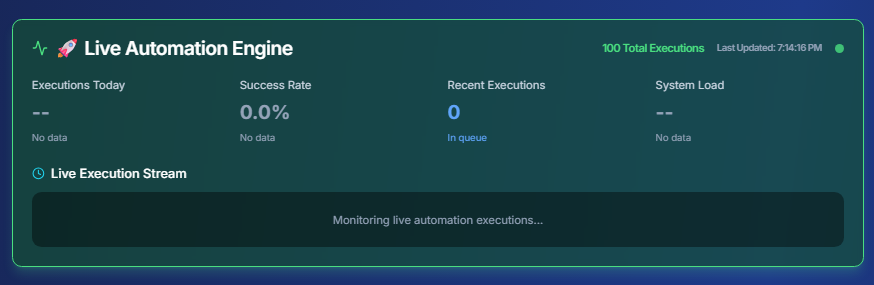 🚀 Live Automation Engine
100 Total Executions Last Updated: 7:14:16 PM
Executions Today
--
No data
Success Rate
0.0%
No data
Recent Executions
0
In queue
System Load
--
No data
Live Execution Stream
Monitoring live automation executions...